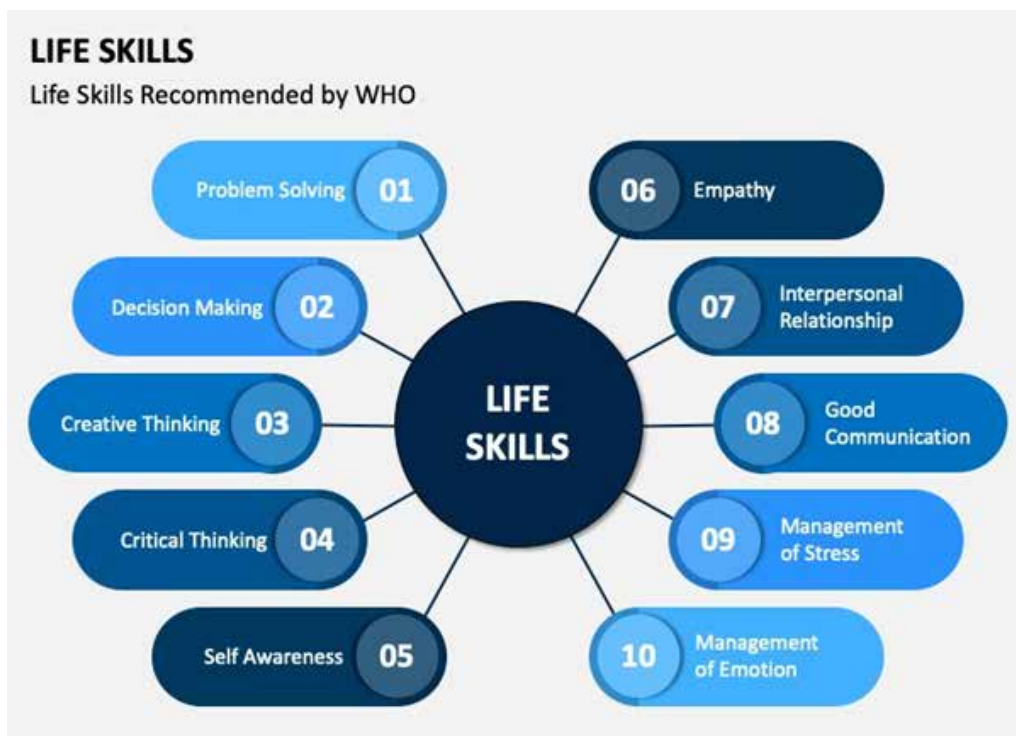 LIFE SKILLS
Life Skills Recommended by WHO
Problem Solving 01
Decision Making 02
Creative Thinking 03
Critical Thinking 04
Self Awareness 05
LIFE
SKILLS
06 Empathy
07 Interpersonal
Relationship
08 Good
Communication
09 Management
of Stress
10 Management
of Emotion